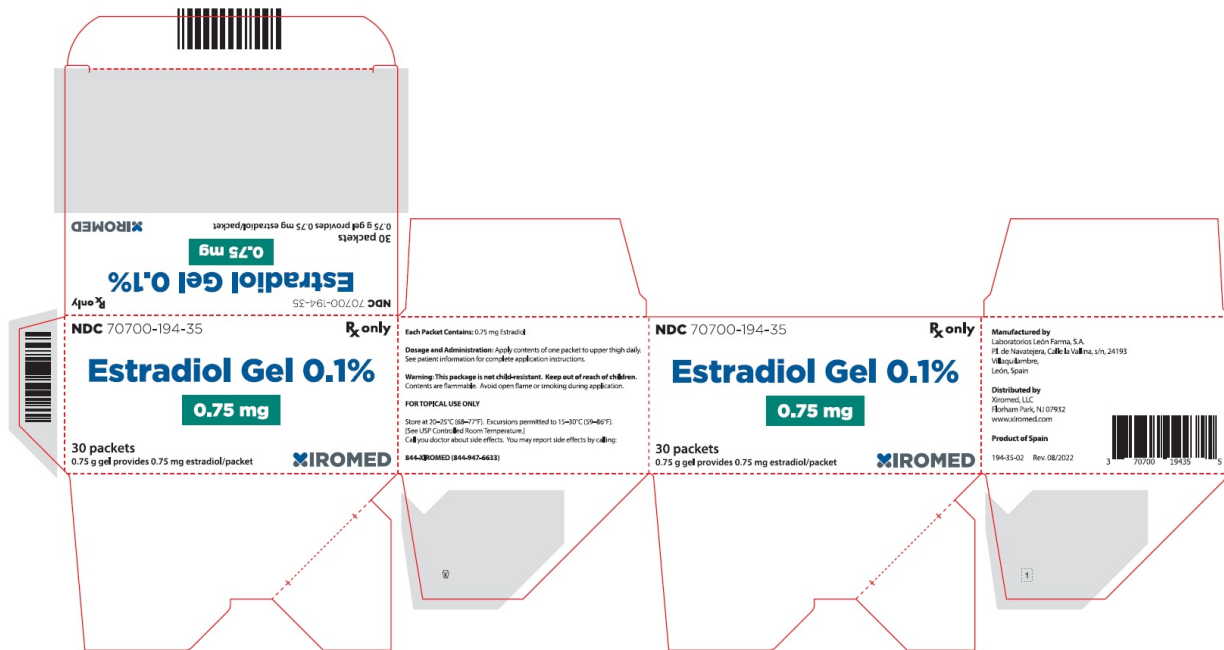 XIROMED
0.75 g gel provides 0.75 mg estradiol/packet
30 packets
0.75 mg
Estradiol Gel 0.1%
Rx only
NDC 70700-194-35
NDC 70700-194-35
Rx only
Estradiol Gel 0.1%
0.75 mg
30 packets
0.75 g gel provides 0.75 mg estradiol/packet
XIROMED
Each Packet Contains: 0.75 mg Estradiol
Dosage and Administration: Apply contents of one packet to upper thigh daily.
See patient information for complete application instructions.
Warning: This package is not child-resistant. Keep out of reach of children.
Contents are flammable. Avoid open flame or smoking during application.
FOR TOPICAL USE ONLY
Store at 20–25°C (68–77°F). Excursions permitted to 15–30°C (59–86°F).
[See USP Controlled Room Temperature.]
Call you doctor about side effects. You may report side effects by calling:
844-XIROMED (844-947-6633)
NDC 70700-194-35
Rx only
Estradiol Gel 0.1%
0.75 mg
30 packets
0.75 g gel provides 0.75 mg estradiol/packet
XIROMED
Manufactured by
Laboratorios León Farma, S.A.
P.I. de Navatejera, Calle la Vallina, s/n, 24193
Villaquilambre,
León, Spain
Distributed by
Xiromed, LLC
Florham Park, NJ 07932
www.xiromed.com
Product of Spain
194-35-02 Rev. 08/2022
3 70700 19435 5
1